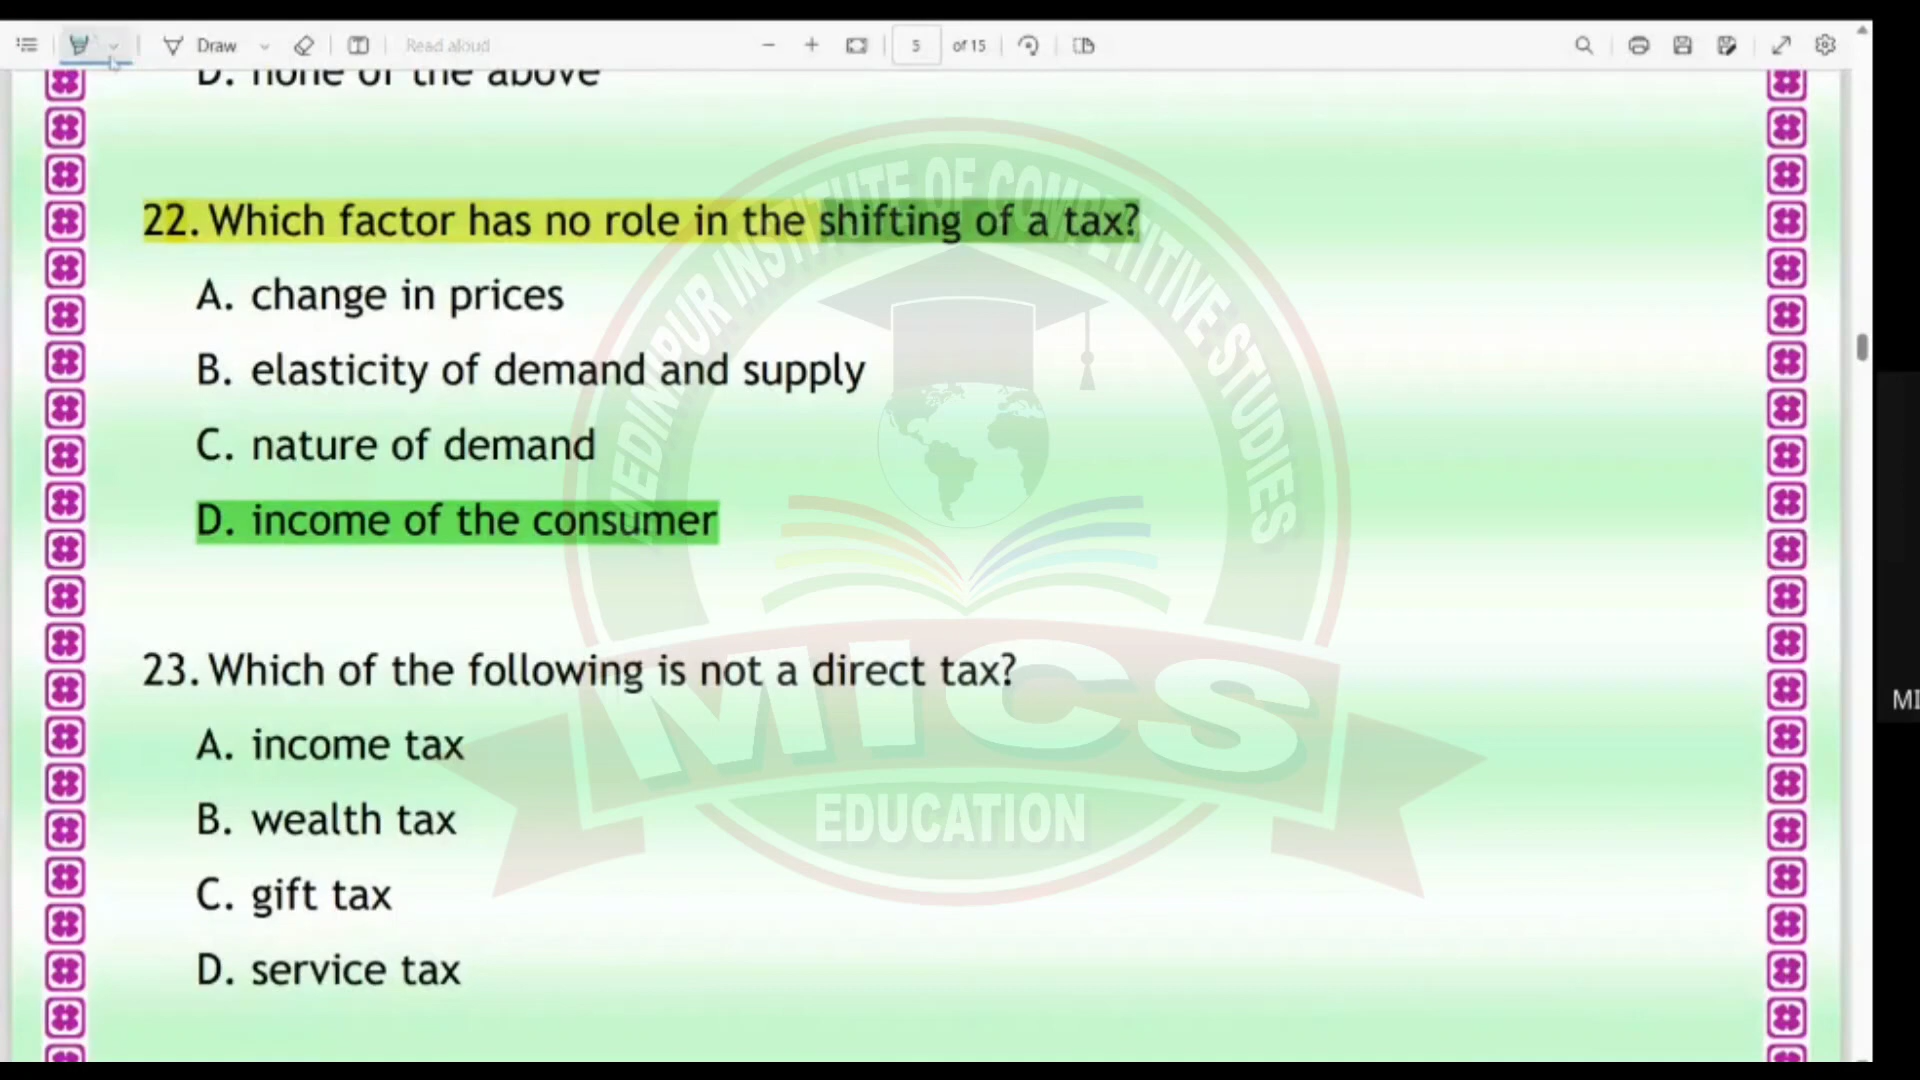 Draw
Read aloud
5
of 15
D. none of the above
22. Which factor has no role in the shifting of a tax?
A. change in prices
B. elasticity of demand and supply
C. nature of demand
D. income of the consumer
23. Which of the following is not a direct tax?
A. income tax
B. wealth tax
C. gift tax
D. service tax
MEDINIPUR INSTITUTE OF COMPETITIVE STUDIES
MICS
EDUCATION
MI